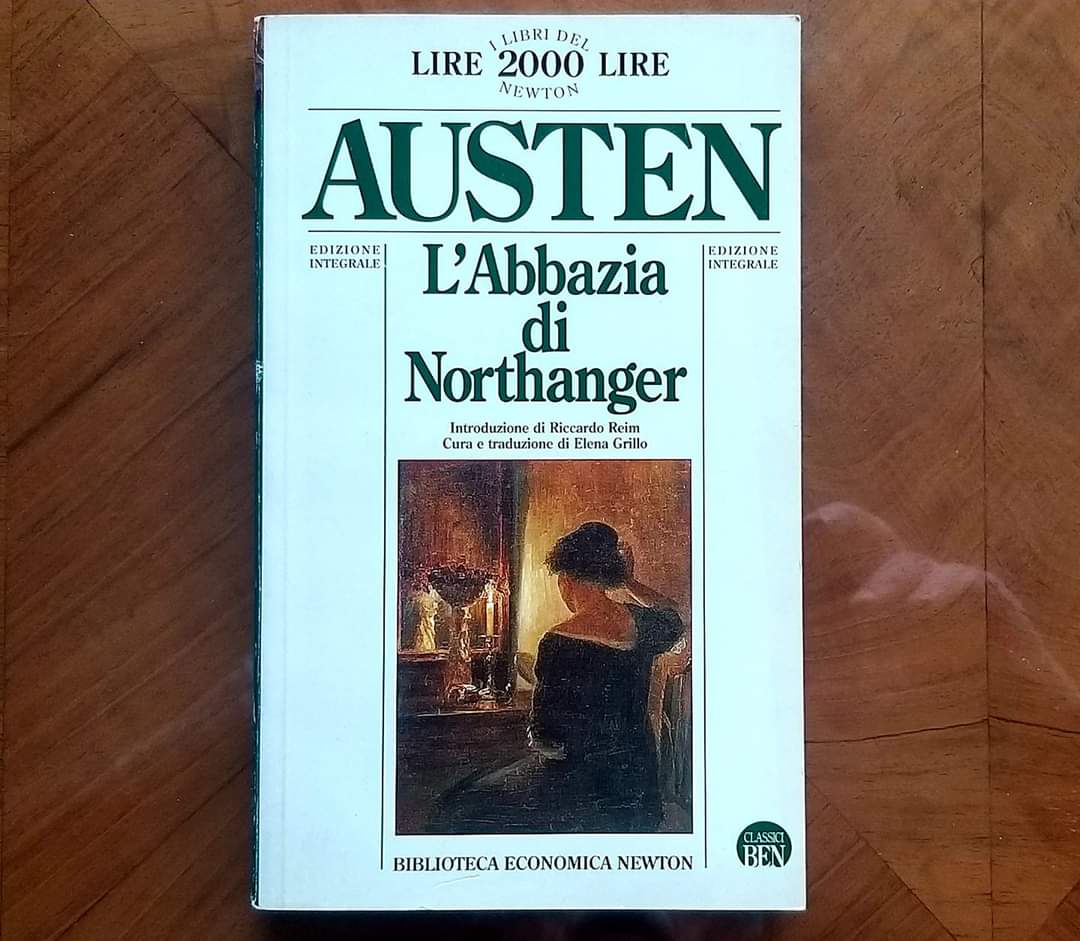 I LIBRI DEL
LIRE 2000 LIRE
NEWTON
AUSTEN
EDIZIONE
INTEGRALE
L'Abbazia
di
Northanger
EDIZIONE
INTEGRALE
Introduzione di Riccardo Reim
Cura e traduzione di Elena Grillo
BIBLIOTECA ECONOMICA NEWTON
CLASSICI
BEN